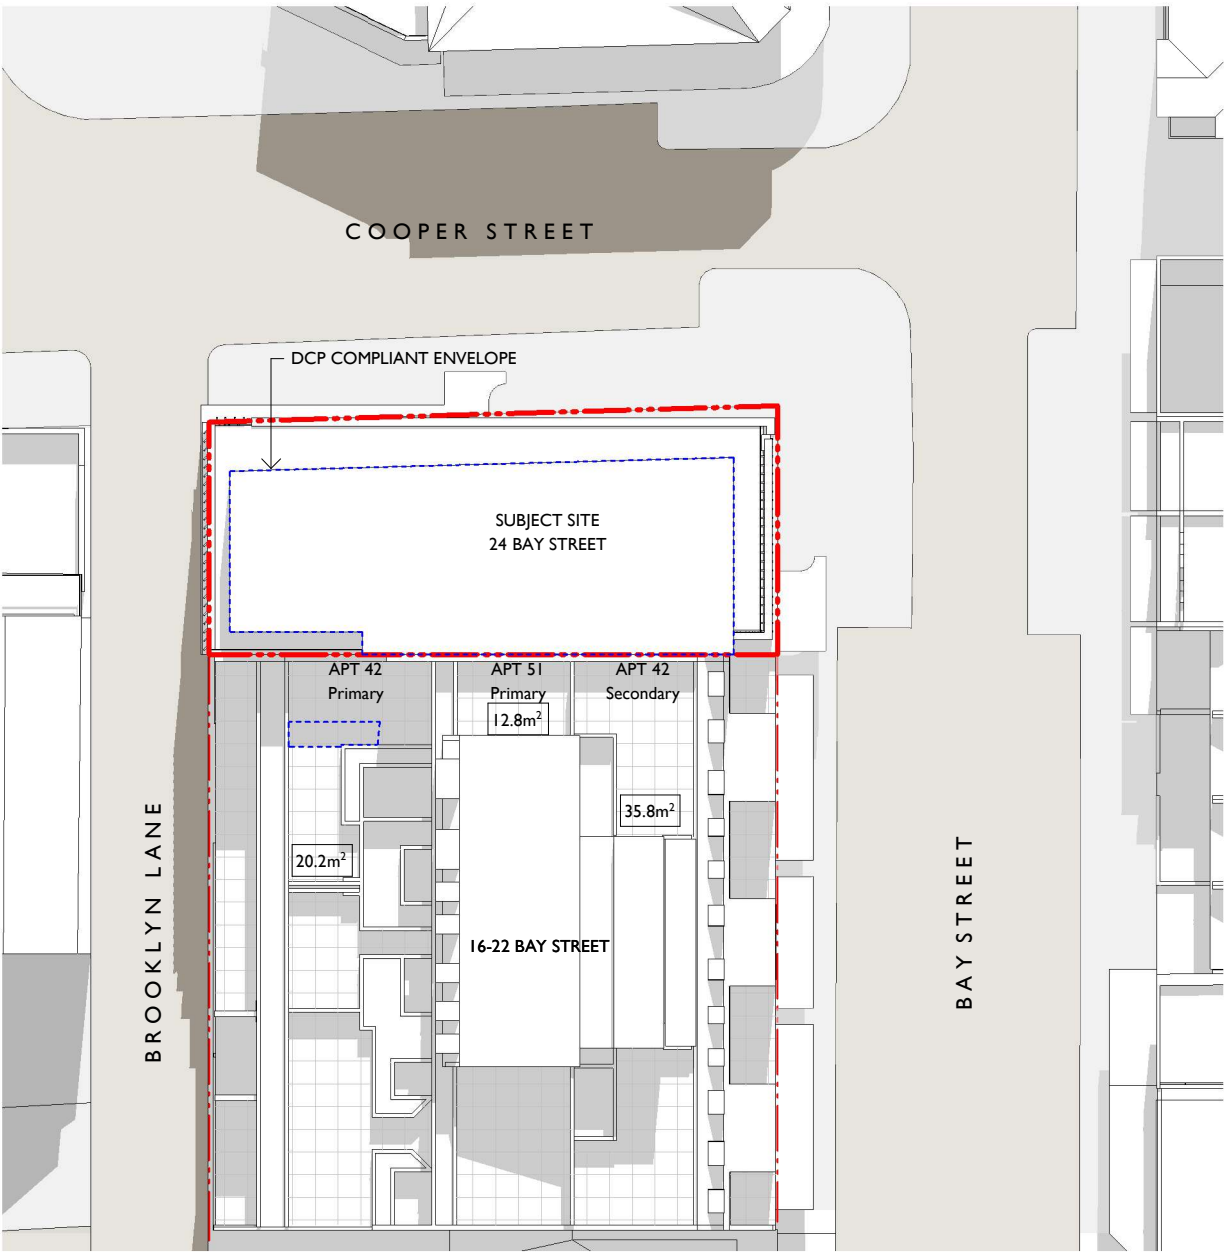 COOPER STREET
DCP COMPLIANT ENVELOPE
SUBJECT SITE
24 BAY STREET
APT 42
Primary
APT 51
Primary
12.8m²
APT 42
Secondary
35.8m²
20.2m²
16-22 BAY STREET
BROOKLYN LANE
BAY STREET